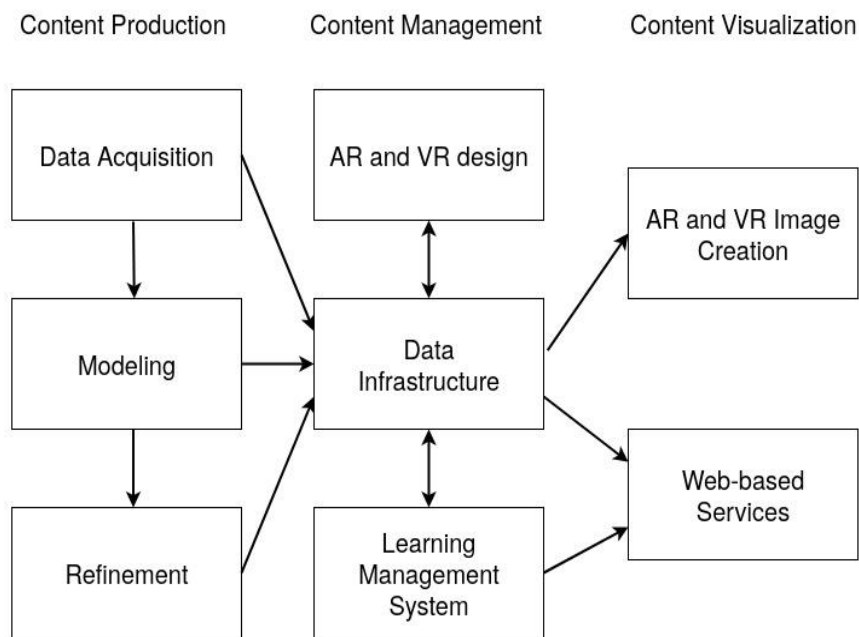 Content Production
Content Management
Content Visualization
Data Acquisition
AR and VR design
AR and VR Image
Creation
Modeling
Data
Infrastructure
Web-based
Services
Refinement
Learning
Management
System